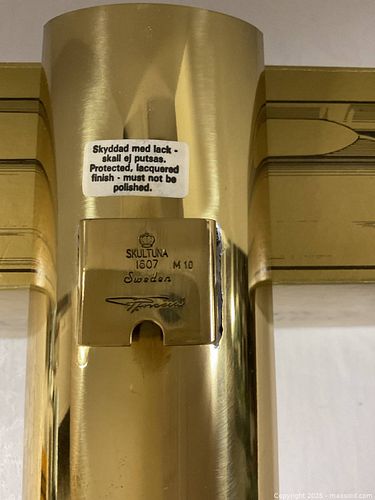 Skyddad med lack -
skall ej putsas.
Protected, lacquered
finish - must not be
polished.
SKULTUNA
1607 M 10
Sweden
Copyright 2025 - maxsold.com